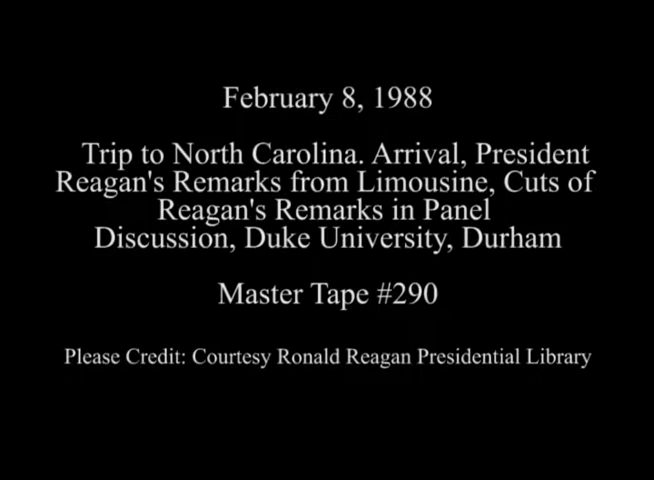 February 8, 1988
Trip to North Carolina. Arrival, President
Reagan's Remarks from Limousine, Cuts of
Reagan's Remarks in Panel
Discussion, Duke University, Durham
Master Tape #290
Please Credit: Courtesy Ronald Reagan Presidential Library